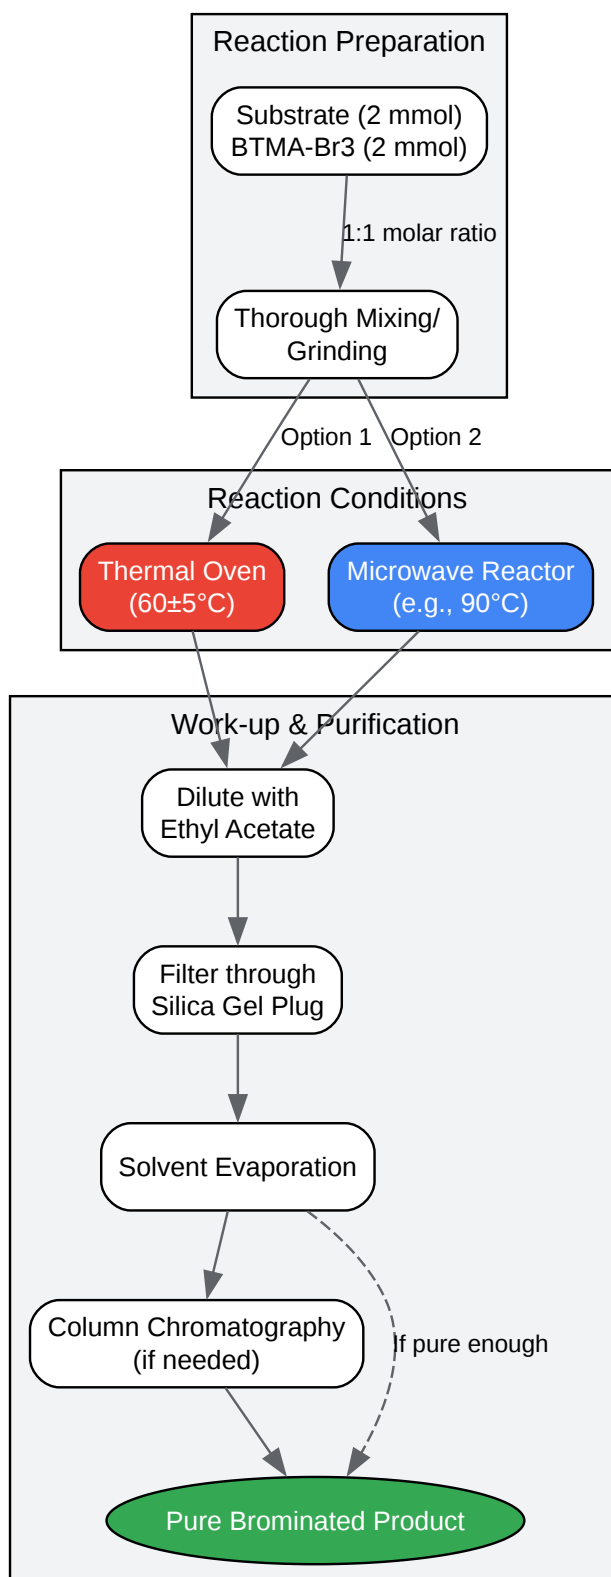 Reaction Preparation
Substrate (2 mmol)
BTMA-Br3 (2 mmol)
1:1 molar ratio
Thorough Mixing/
Grinding
Option 1
Option 2
Reaction Conditions
Thermal Oven
(60±5°C)
Microwave Reactor
(e.g., 90°C)
Work-up & Purification
Dilute with
Ethyl Acetate
Filter through
Silica Gel Plug
Solvent Evaporation
Column Chromatography
(if needed)
If pure enough
Pure Brominated Product